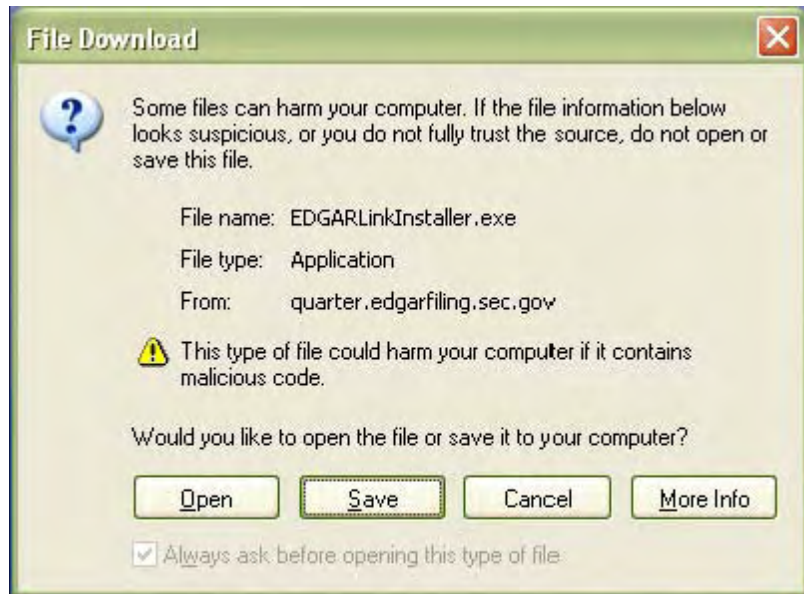 File Download
Some files can harm your computer. If the file information below
looks suspicious, or you do not fully trust the source, do not open or
save this file.
File name: EDGARLinkInstaller.exe
File type: Application
From: quarter.edgarfiling.sec.gov
This type of file could harm your computer if it contains
malicious code.
Would you like to open the file or save it to your computer?
Open Save Cancel More Info
Always ask before opening this type of file